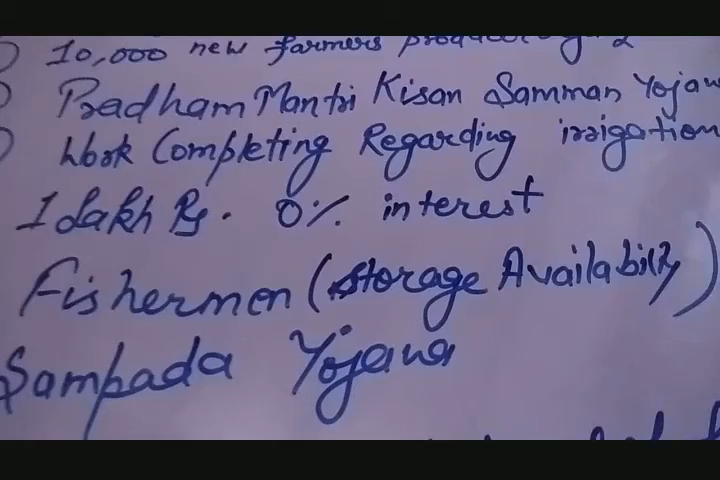 10,000 new farmers
Pradham Mantri Kisan Samman Yojan
Work Completing Regarding irrigation
1 Lakh Rs. 0% interest
Fishermen (Storage Availability)
Sampada Yojana